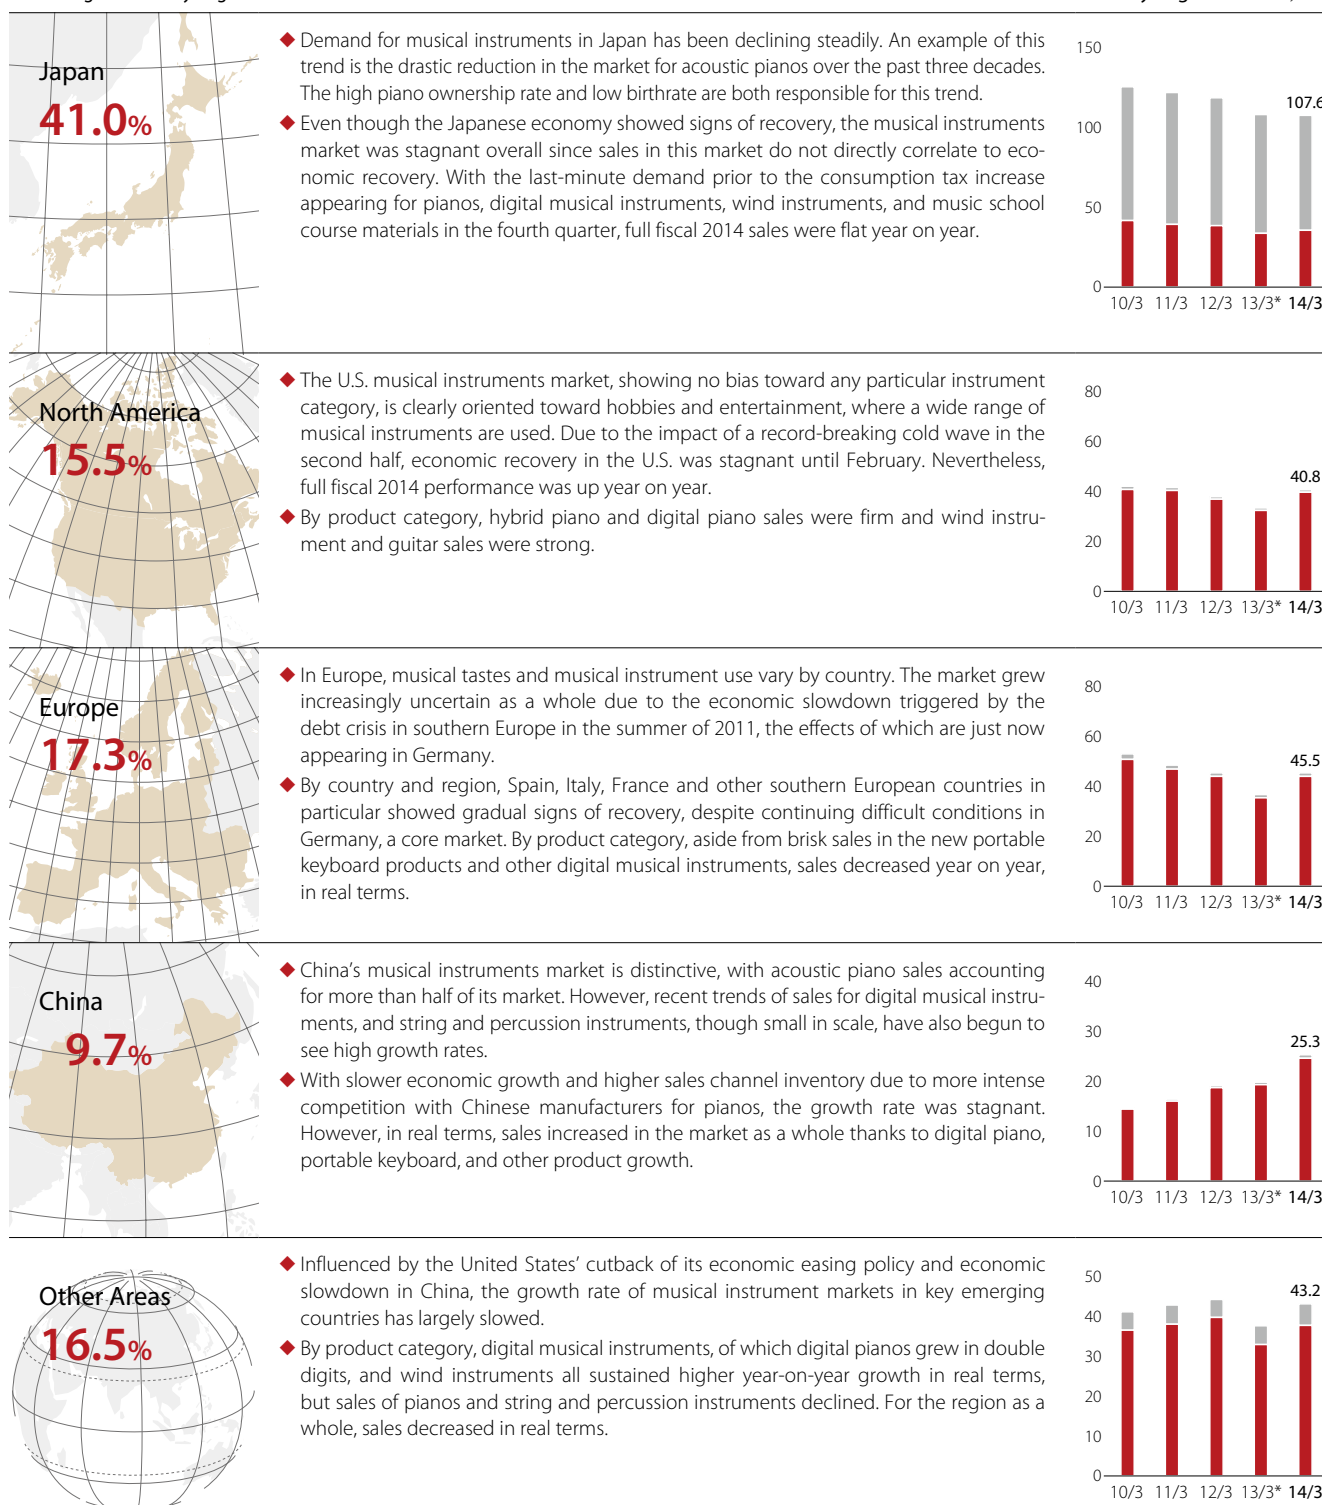 Japan
41.0%
◆ Demand for musical instruments in Japan has been declining steadily. An example of this
trend is the drastic reduction in the market for acoustic pianos over the past three decades.
The high piano ownership rate and low birthrate are both responsible for this trend.
◆ Even though the Japanese economy showed signs of recovery, the musical instruments
market was stagnant overall since sales in this market do not directly correlate to eco-
nomic recovery. With the last-minute demand prior to the consumption tax increase
appearing for pianos, digital musical instruments, wind instruments, and music school
course materials in the fourth quarter, full fiscal 2014 sales were flat year on year.
150
107.6
100
50
0
10/3 11/3 12/3 13/3* 14/3
North America
15.5%
◆ The U.S. musical instruments market, showing no bias toward any particular instrument
category, is clearly oriented toward hobbies and entertainment, where a wide range of
musical instruments are used. Due to the impact of a record-breaking cold wave in the
second half, economic recovery in the U.S. was stagnant until February. Nevertheless,
full fiscal 2014 performance was up year on year.
◆ By product category, hybrid piano and digital piano sales were firm and wind instru-
ment and guitar sales were strong.
80
60
40.8
40
20
0
10/3 11/3 12/3 13/3* 14/3
Europe
17.3%
◆ In Europe, musical tastes and musical instrument use vary by country. The market grew
increasingly uncertain as a whole due to the economic slowdown triggered by the
debt crisis in southern Europe in the summer of 2011, the effects of which are just now
appearing in Germany.
◆ By country and region, Spain, Italy, France and other southern European countries in
particular showed gradual signs of recovery, despite continuing difficult conditions in
Germany, a core market. By product category, aside from brisk sales in the new portable
keyboard products and other digital musical instruments, sales decreased year on year,
in real terms.
80
60
45.5
40
20
0
10/3 11/3 12/3 13/3* 14/3
China
9.7%
◆ China's musical instruments market is distinctive, with acoustic piano sales accounting
for more than half of its market. However, recent trends of sales for digital musical instru-
ments, and string and percussion instruments, though small in scale, have also begun to
see high growth rates.
◆ With slower economic growth and higher sales channel inventory due to more intense
competition with Chinese manufacturers for pianos, the growth rate was stagnant.
However, in real terms, sales increased in the market as a whole thanks to digital piano,
portable keyboard, and other product growth.
40
30
25.3
20
10
0
10/3 11/3 12/3 13/3* 14/3
Other Areas
16.5%
◆ Influenced by the United States' cutback of its economic easing policy and economic
slowdown in China, the growth rate of musical instrument markets in key emerging
countries has largely slowed.
◆ By product category, digital musical instruments, of which digital pianos grew in double
digits, and wind instruments all sustained higher year-on-year growth in real terms,
but sales of pianos and string and percussion instruments declined. For the region as a
whole, sales decreased in real terms.
50
43.2
40
30
20
10
0
10/3 11/3 12/3 13/3* 14/3